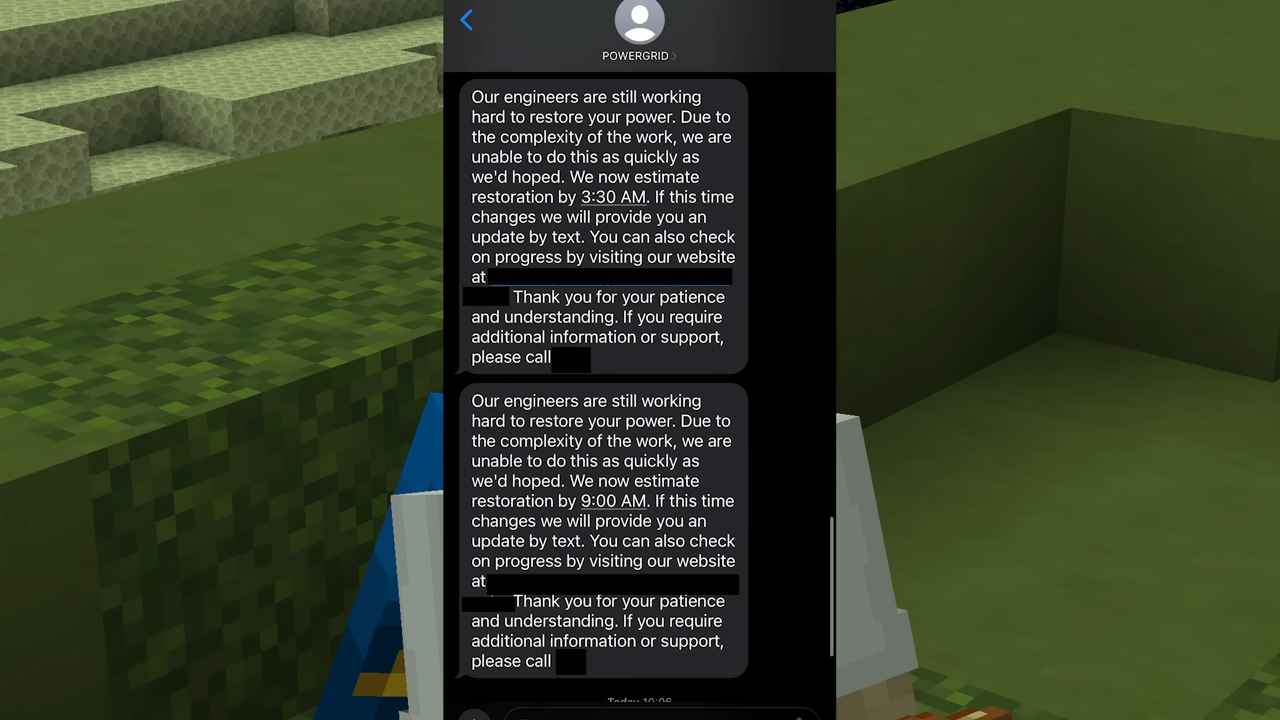 POWERGRID
Our engineers are still working
hard to restore your power. Due to
the complexity of the work, we are
unable to do this as quickly as
we'd hoped. We now estimate
restoration by 3:30 AM. If this time
changes we will provide you an
update by text. You can also check
on progress by visiting our website
at
Thank you for your patience
and understanding. If you require
additional information or support,
please call
Our engineers are still working
hard to restore your power. Due to
the complexity of the work, we are
unable to do this as quickly as
we'd hoped. We now estimate
restoration by 9:00 AM. If this time
changes we will provide you an
update by text. You can also check
on progress by visiting our website
at
Thank you for your patience
and understanding. If you require
additional information or support,
please call
Today 10:06